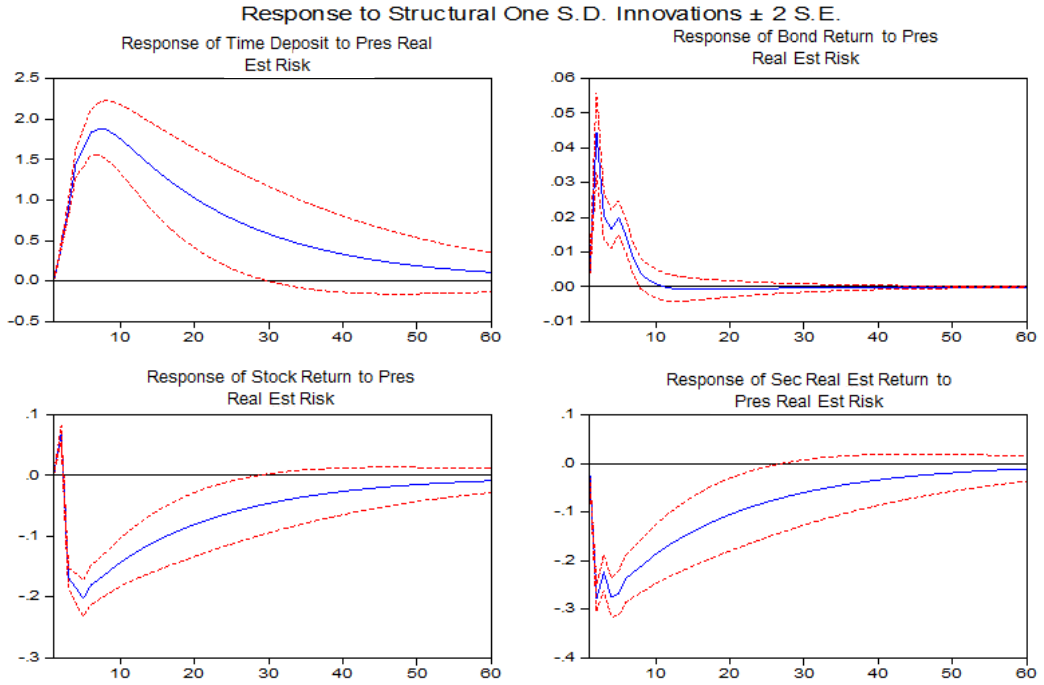 Response to Structural One S.D. Innovations ± 2 S.E.
Response of Time Deposit to Pres Real
Est Risk
2.5
2.0
1.5
1.0
0.5
0.0
-0.5
10 20 30 40 50 60
Response of Bond Return to Pres
Real Est Risk
.06
.05
.04
.03
.02
.01
.00
-.01
10 20 30 40 50 60
Response of Stock Return to Pres
Real Est Risk
.1
.0
-.1
-.2
-.3
10 20 30 40 50 60
Response of Sec Real Est Return to
Pres Real Est Risk
.1
.0
-.1
-.2
-.3
-.4
10 20 30 40 50 60